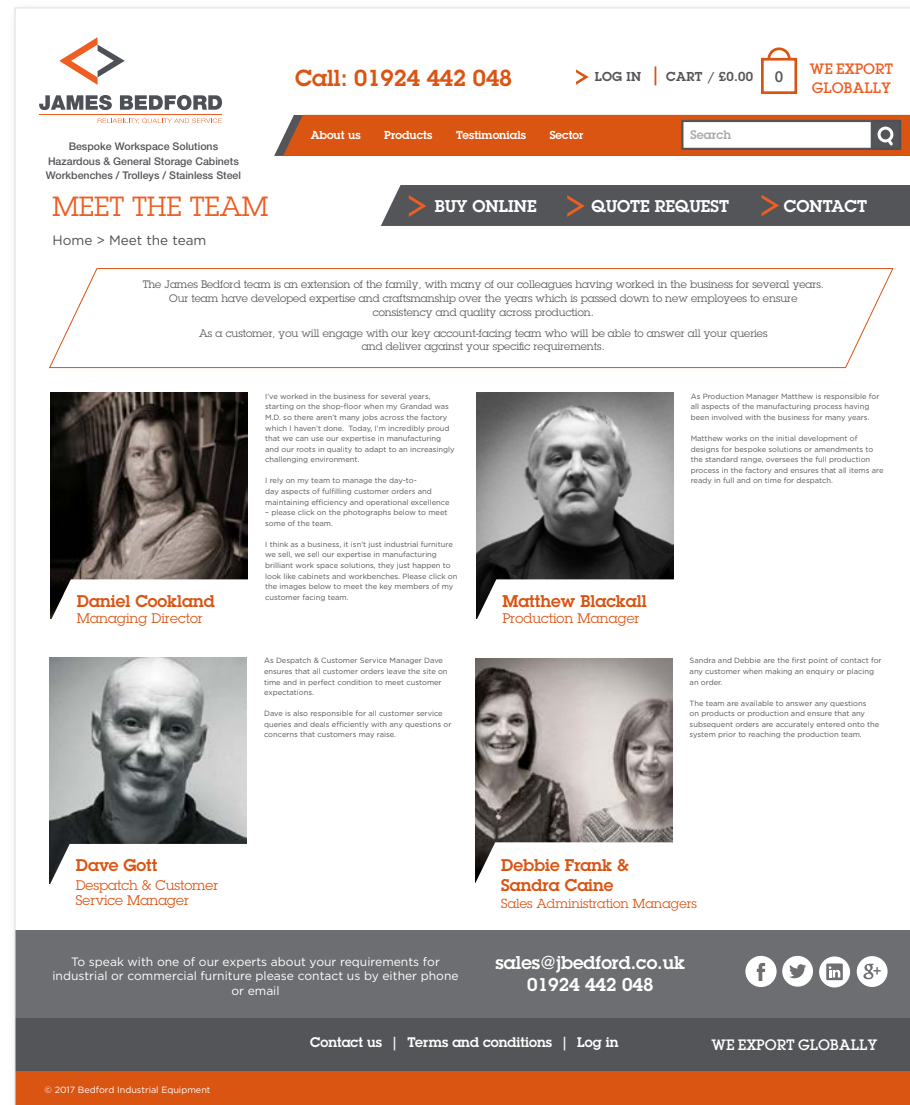 JAMES BEDFORD
RELIABILITY, QUALITY AND SERVICE
Bespoke Workspace Solutions
Hazardous & General Storage Cabinets
Workbenches / Trolleys / Stainless Steel
Call: 01924 442 048
LOG IN
CART / £0.00
0
WE EXPORT
GLOBALLY
About us
Products
Testimonials
Sector
Search
MEET THE TEAM
BUY ONLINE
QUOTE REQUEST
CONTACT
Home > Meet the team
The James Bedford team is an extension of the family, with many of our colleagues having worked in the business for several years.
Our team have developed expertise and craftsmanship over the years which is passed down to new employees to ensure
consistency and quality across production.
As a customer, you will engage with our key account-facing team who will be able to answer all your queries
and deliver against your specific requirements.
I've worked in the business for several years,
starting on the shop-floor when my Grandad was
M.D. so there aren't many jobs across the factory
which I haven't done. Today, I'm incredibly proud
that we can use our expertise in manufacturing
and our roots in quality to adapt to an increasingly
challenging environment.
I rely on my team to manage the day-to-
day aspects of fulfilling customer orders and
maintaining efficiency and operational excellence
– please click on the photographs below to meet
some of the team.
I think as a business, it isn't just industrial furniture
we sell, we sell our expertise in manufacturing
brilliant work space solutions, they just happen to
look like cabinets and workbenches. Please click on
the images below to meet the key members of my
customer facing team.
Daniel Cookland
Managing Director
As Production Manager Matthew is responsible for
all aspects of the manufacturing process having
been involved with the business for many years.
Matthew works on the initial development of
designs for bespoke solutions or amendments to
the standard range, oversees the full production
process in the factory and ensures that all items are
ready in full and on time for despatch.
Matthew Blackall
Production Manager
As Despatch & Customer Service Manager Dave
ensures that all customer orders leave the site on
time and in perfect condition to meet customer
expectations.
Dave is also responsible for all customer service
queries and deals efficiently with any questions or
concerns that customers may raise.
Dave Gott
Despatch & Customer
Service Manager
Sandra and Debbie are the first point of contact for
any customer when making an enquiry or placing
an order.
The team are available to answer any questions
on products or production and ensure that any
subsequent orders are accurately entered onto the
system prior to reaching the production team.
Debbie Frank &
Sandra Caine
Sales Administration Managers
To speak with one of our experts about your requirements for
industrial or commercial furniture please contact us by either phone
or email
sales@jbedford.co.uk
01924 442 048
Contact us | Terms and conditions | Log in
WE EXPORT GLOBALLY
© 2017 Bedford Industrial Equipment